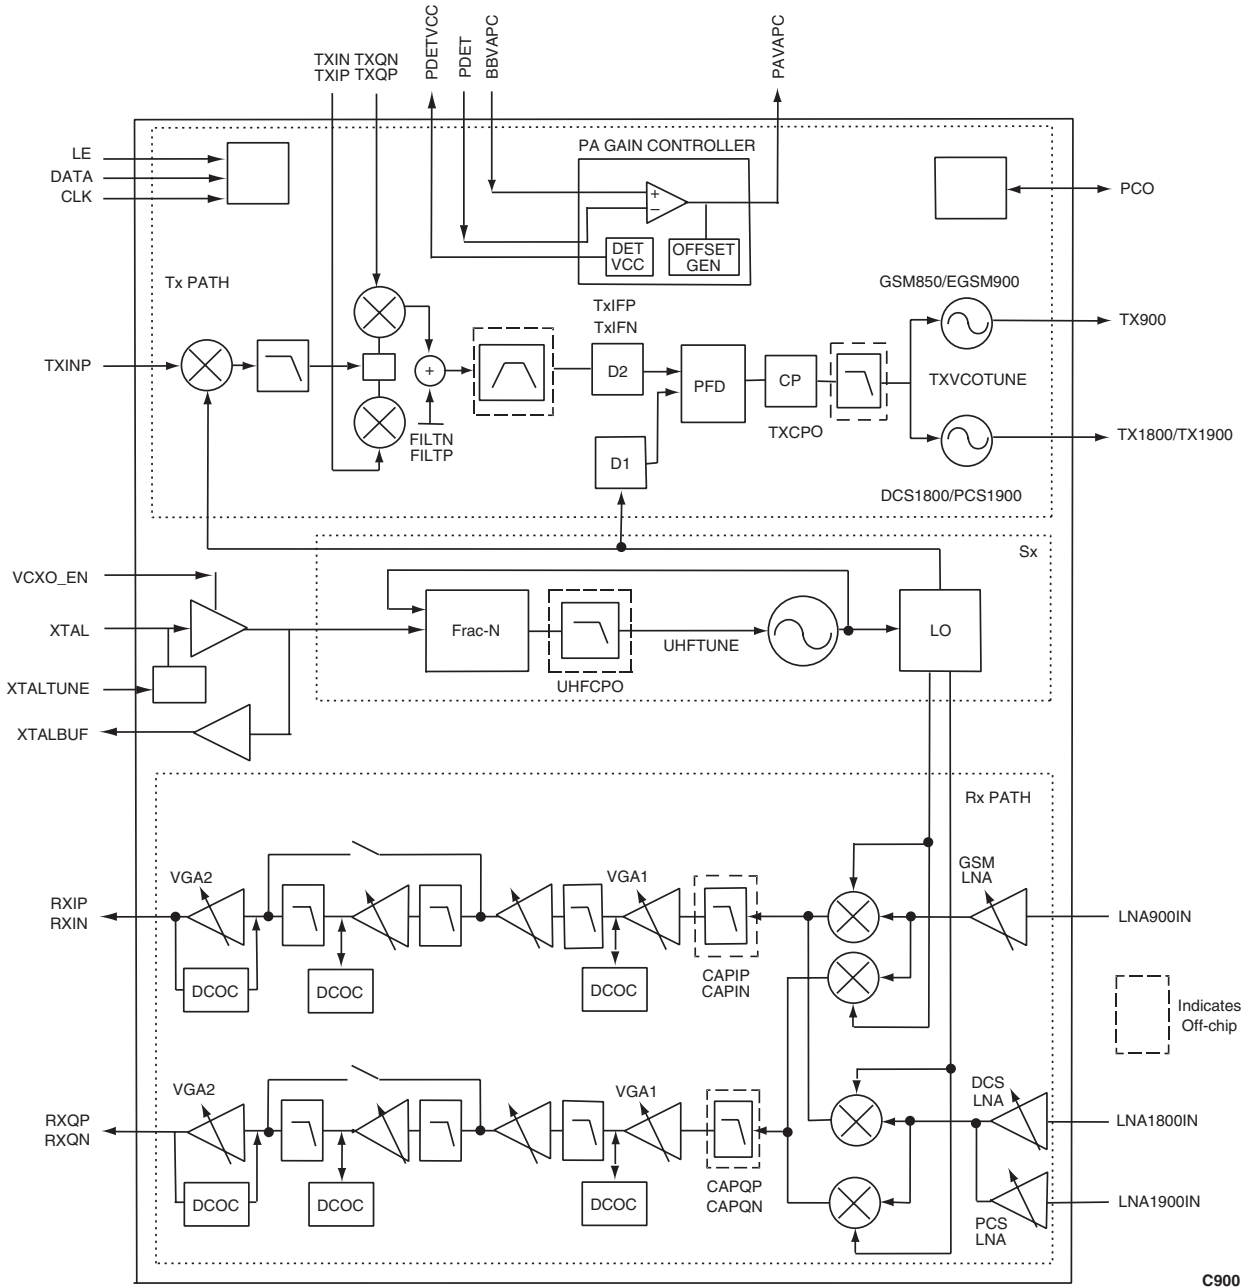 TXIN TXQN
TXIP TXQP
PDETVCC
PDET
BBVAPC
PAVAPC
LE
DATA
CLK
PA GAIN CONTROLLER
+
−
DET
VCC
OFFSET
GEN
PCO
Tx PATH
TXINP
+
FILTN
FILTP
TxIFP
TxIFN
D2
D1
PFD
CP
TXCPO
GSM850/EGSM900
TX900
TXVCOTUNE
TX1800/TX1900
DCS1800/PCS1900
Sx
VCXO_EN
XTAL
XTALTUNE
XTALBUF
Frac-N
UHFCPO
UHFTUNE
LO
Rx PATH
RXIP
RXIN
VGA2
DCOC
DCOC
VGA1
DCOC
CAPIP
CAPIN
GSM
LNA
LNA900IN
Indicates
Off-chip
RXQP
RXQN
VGA2
DCOC
DCOC
VGA1
DCOC
CAPQP
CAPQN
DCS
LNA
LNA1800IN
PCS
LNA
LNA1900IN
C900